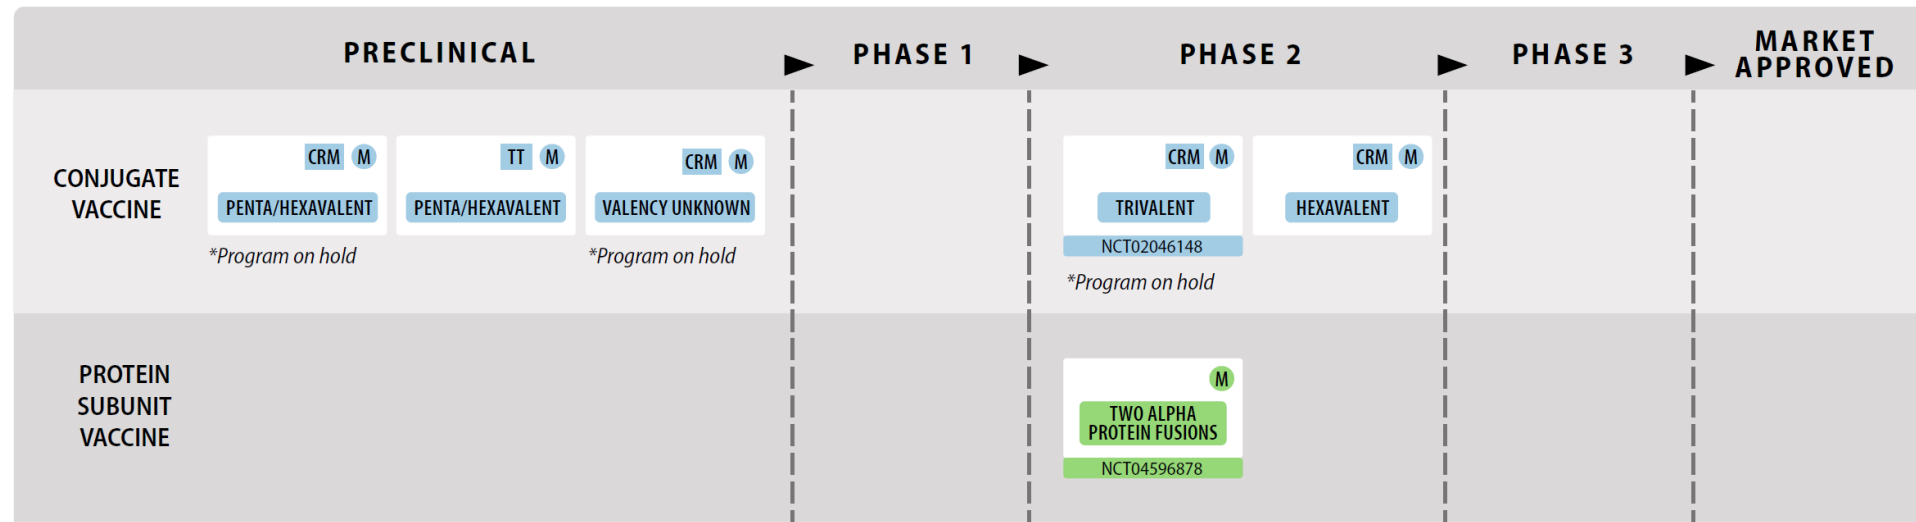 PRECLINICAL
PHASE 1
PHASE 2
PHASE 3
MARKET
APPROVED
CONJUGATE
VACCINE
CRM M
PENTA/HEXAVALENT
*Program on hold
TT M
PENTA/HEXAVALENT
CRM M
VALENCY UNKNOWN
*Program on hold
CRM M
TRIVALENT
NCT02046148
*Program on hold
CRM M
HEXAVALENT
PROTEIN
SUBUNIT
VACCINE
M
TWO ALPHA
PROTEIN FUSIONS
NCT04596878